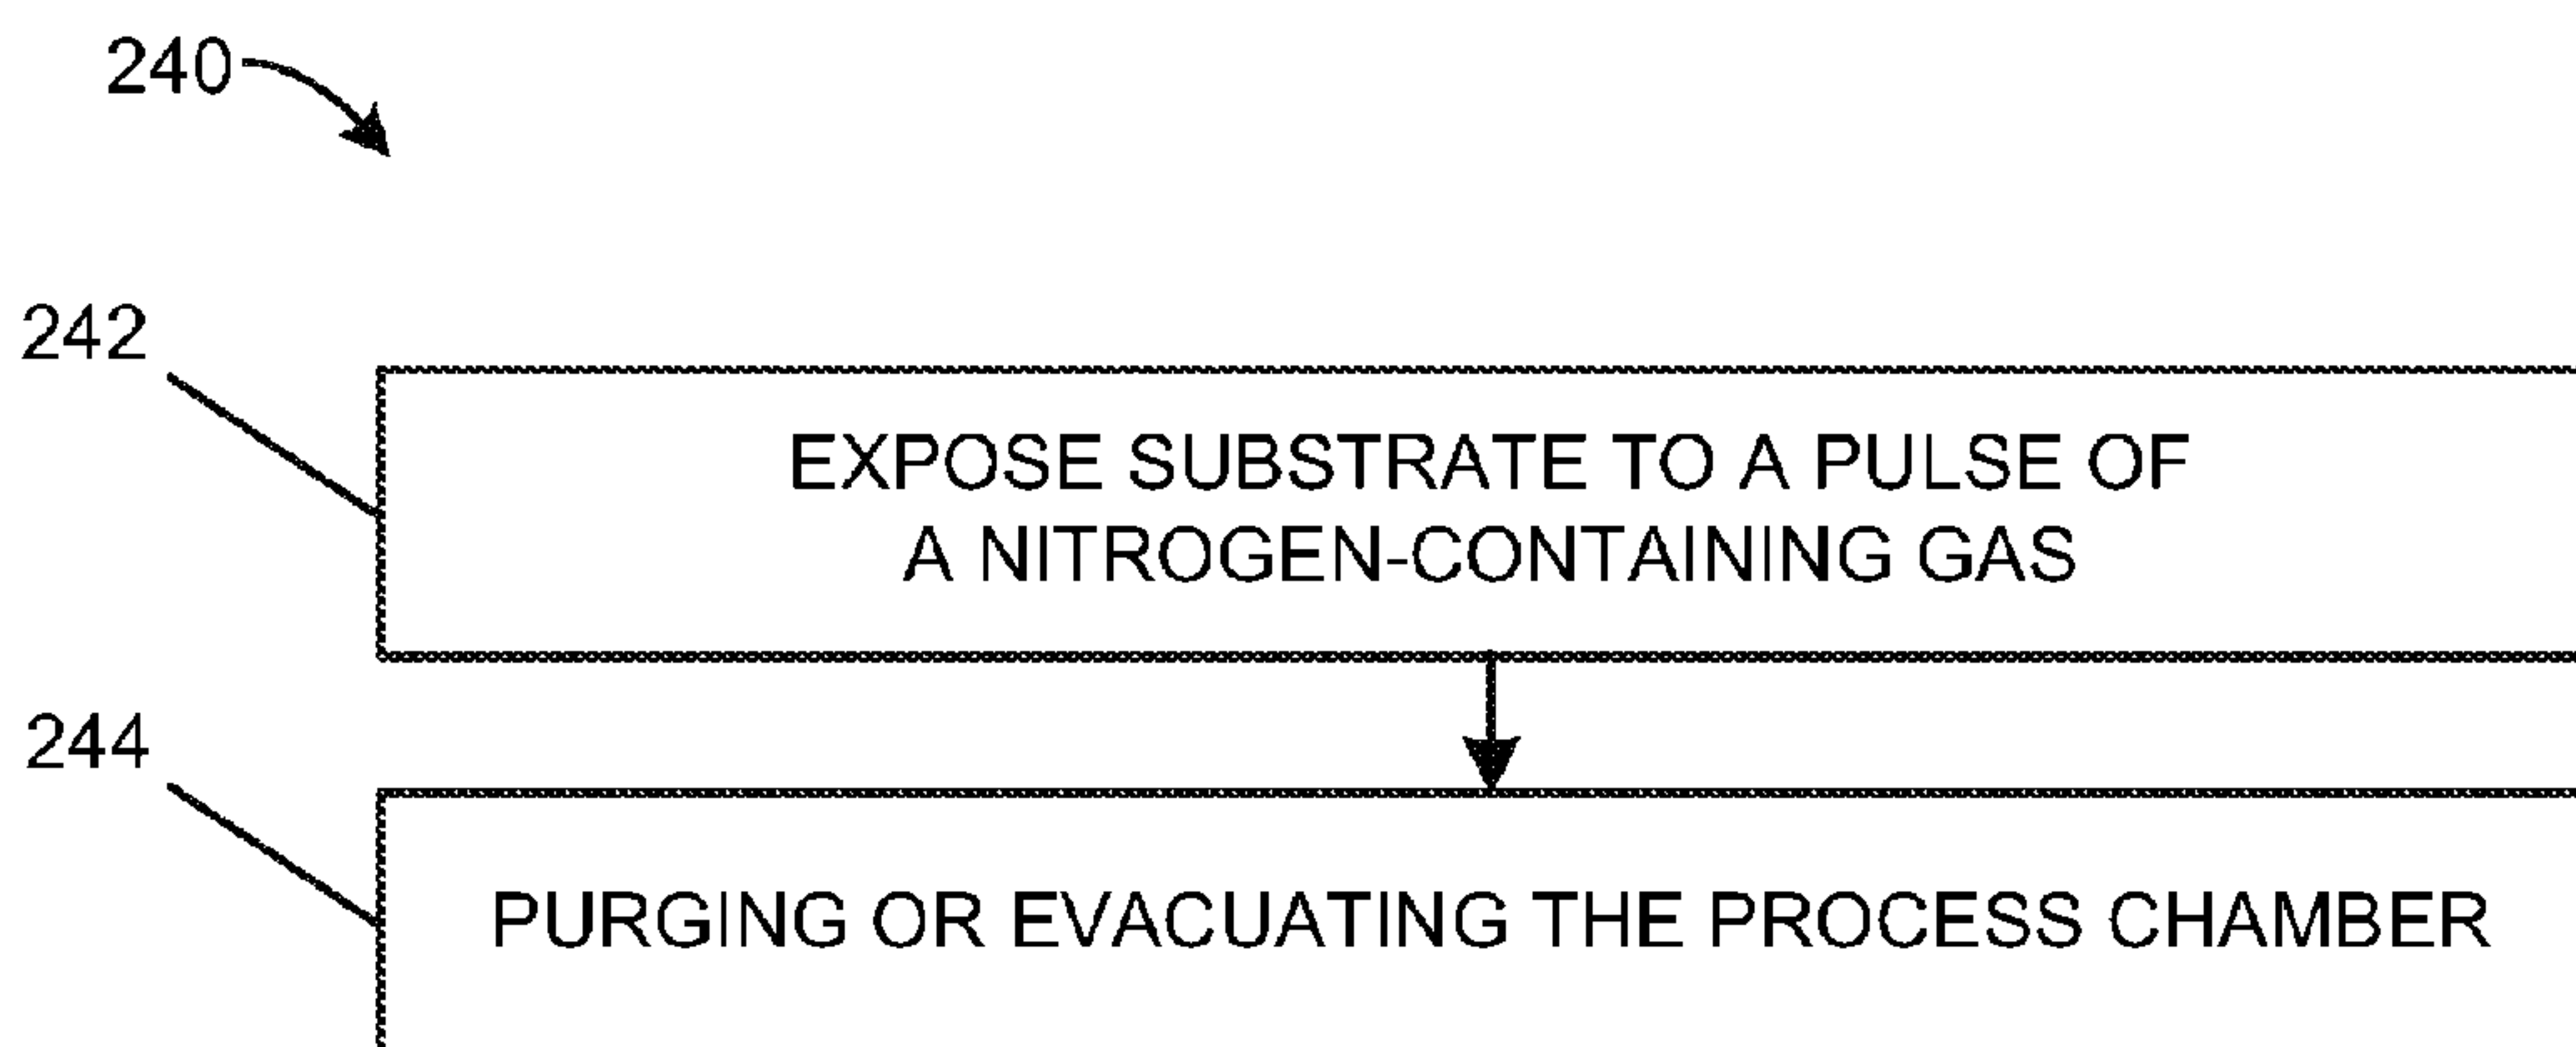 240
242
EXPOSE SUBSTRATE TO A PULSE OF
A NITROGEN-CONTAINING GAS
244
PURGING OR EVACUATING THE PROCESS CHAMBER